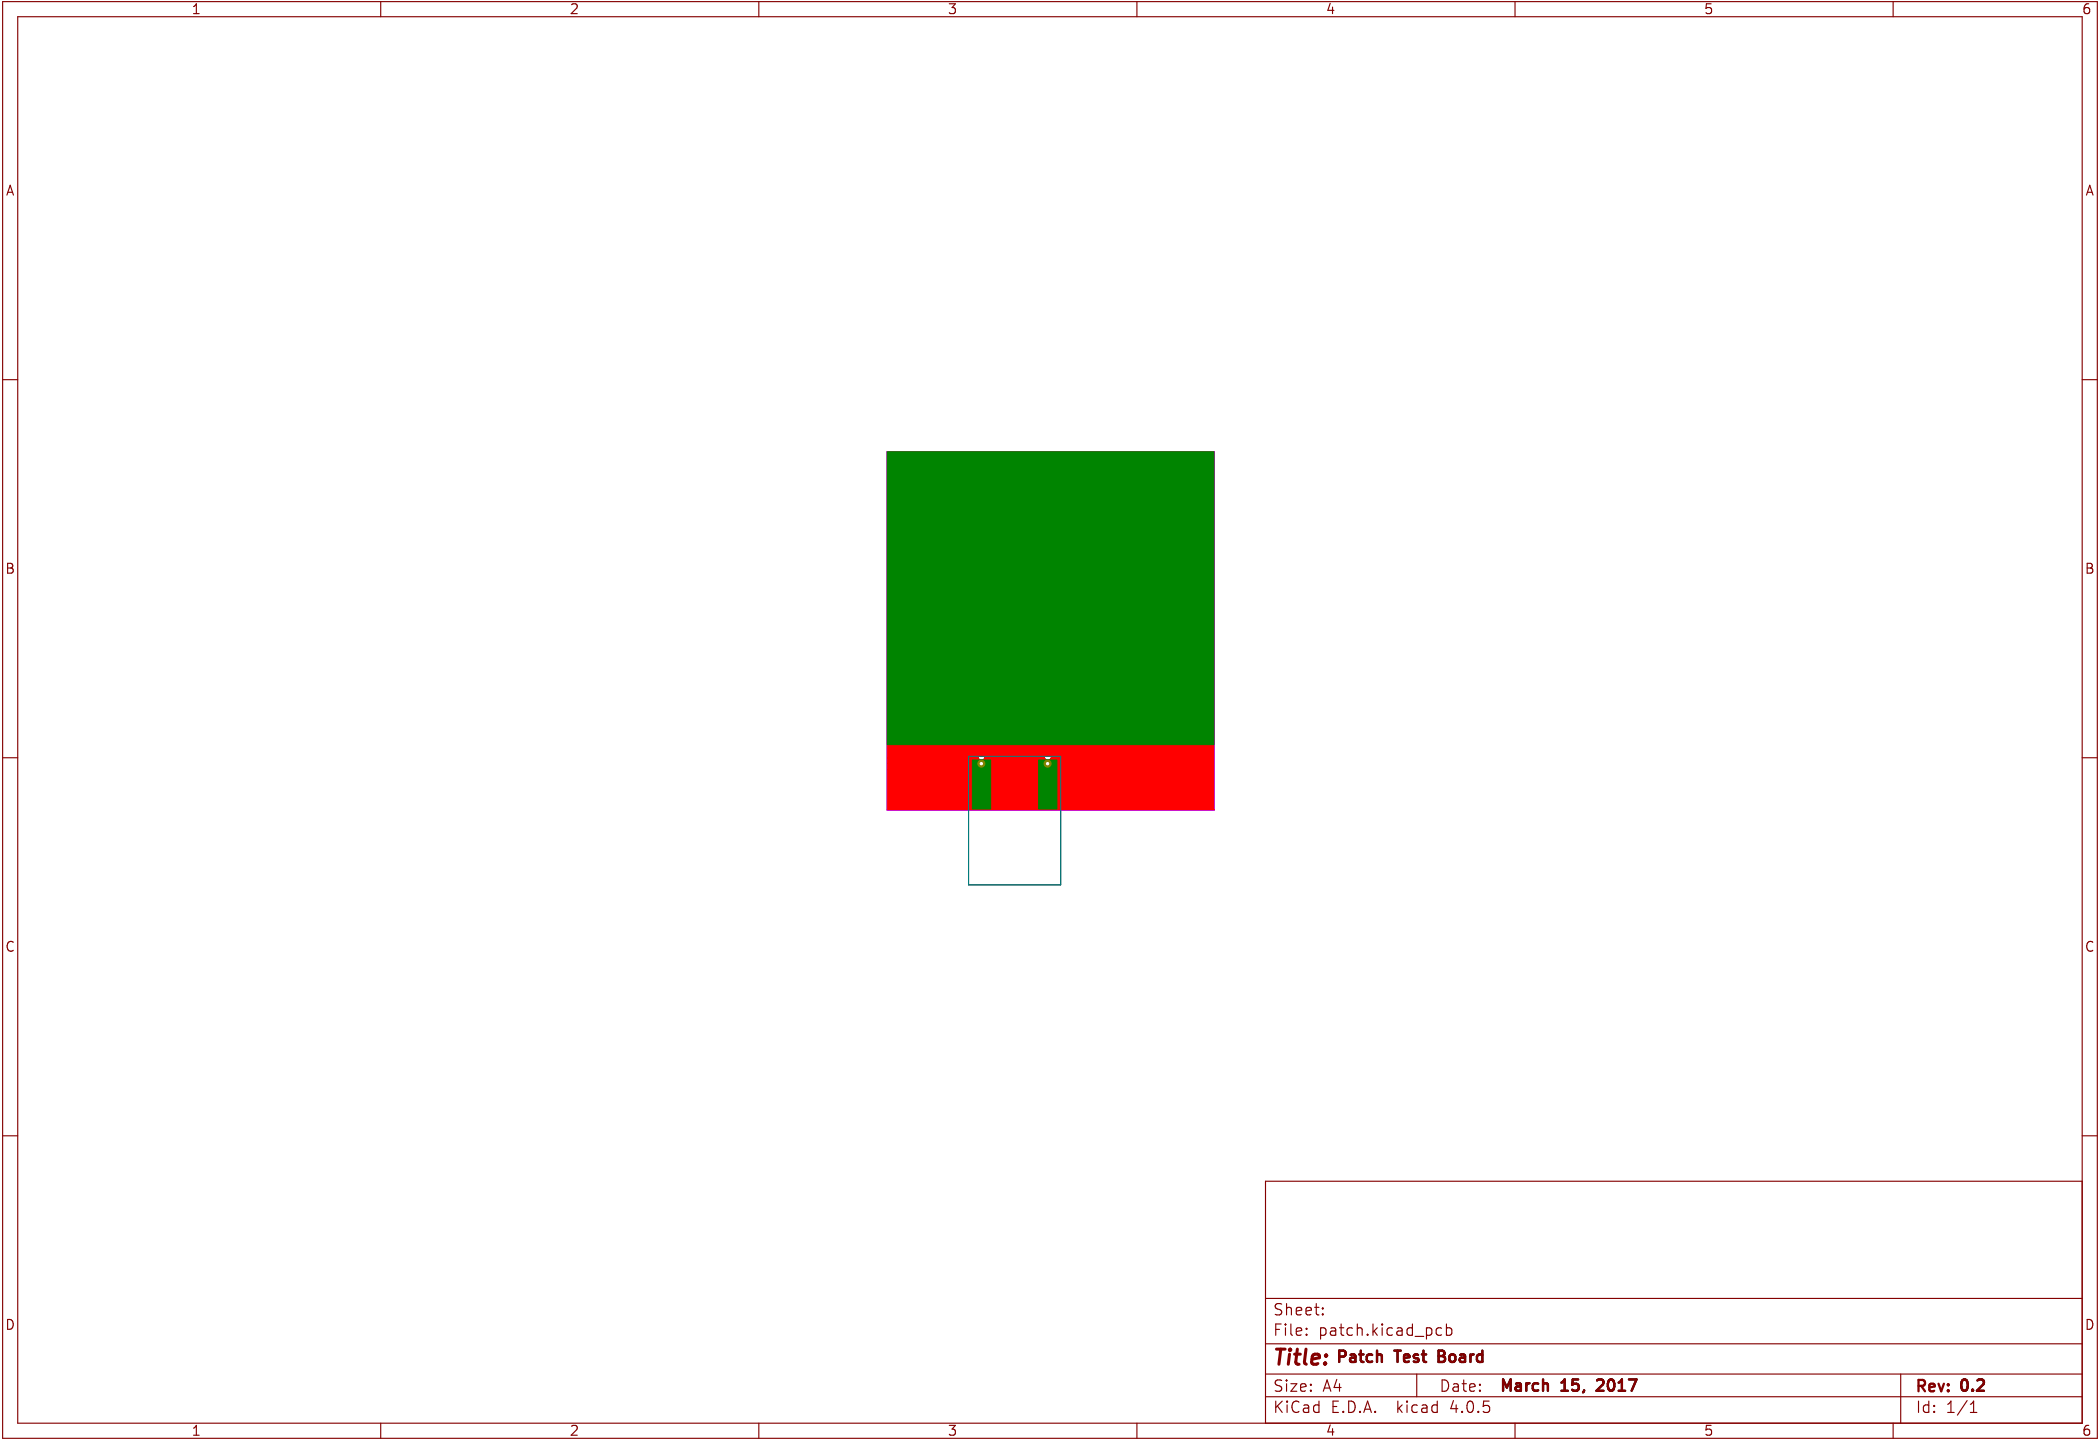 1 2 3 4 5 6
A A
B B
C C
D D
Sheet:
File: patch.kicad_pcb
Title: Patch Test Board
Size: A4 Date: March 15, 2017 Rev: 0.2
KiCad E.D.A. kicad 4.0.5 Id: 1/1
1 2 3 4 5 6